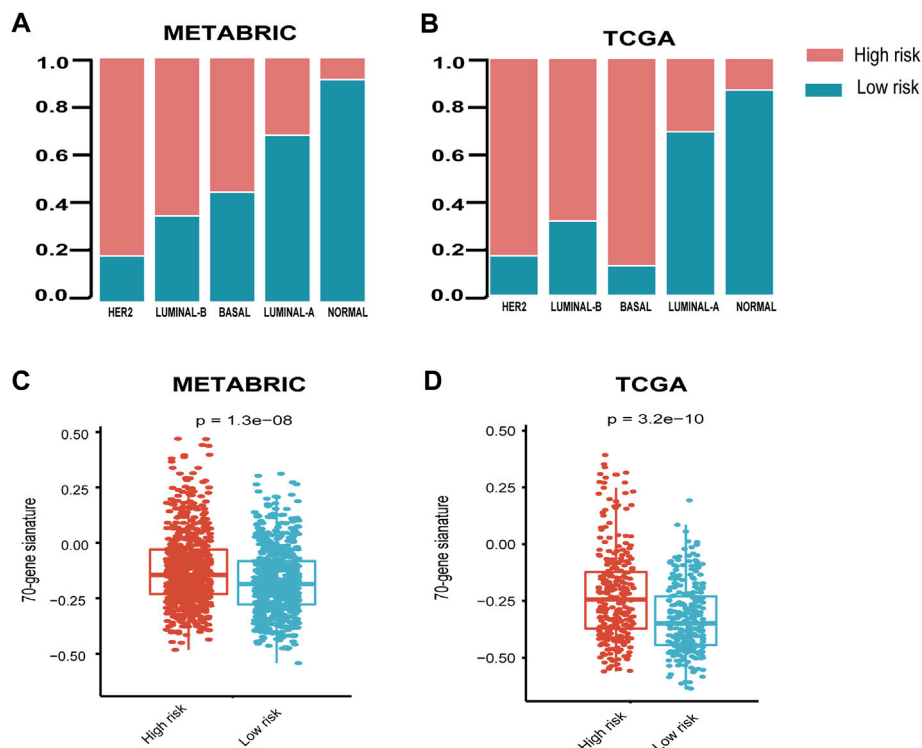 A
METABRIC
1.0
0.8
0.6
0.4
0.2
0.0
HER2 LUMINAL-B BASAL LUMINAL-A NORMAL
B
TCGA
1.0
0.8
0.6
0.4
0.2
0.0
HER2 LUMINAL-B BASAL LUMINAL-A NORMAL
High risk
Low risk
C
METABRIC
p = 1.3e−08
70-gene sianature
0.50
0.25
0.00
−0.25
−0.50
High risk
Low risk
D
TCGA
p = 3.2e−10
70-gene sianature
0.50
0.25
0.00
−0.25
−0.50
High risk
Low risk